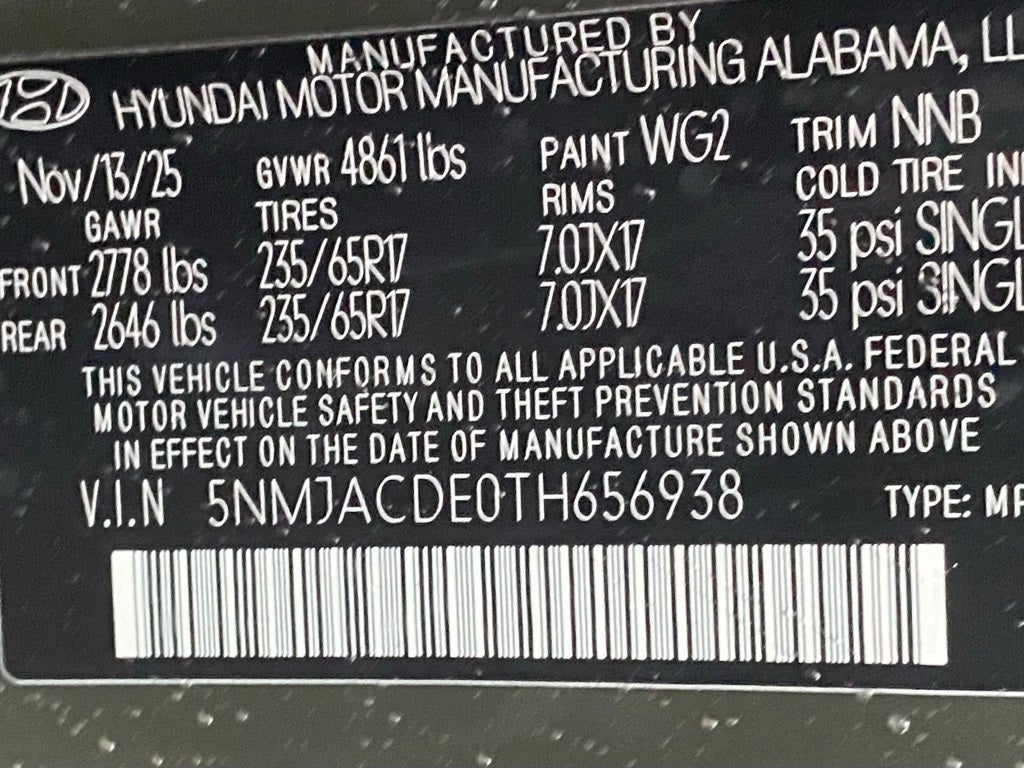 MANUFACTURED BY
HYUNDAI MOTOR MANUFACTURING ALABAMA, LL
Nov/13/25 GVWR 4861 lbs PAINT WG2 TRIM NNB
GAWR TIRES RIMS COLD TIRE IN
FRONT 2778 lbs 235/65R17 7.0JX17 35 psi SINGL
REAR 2646 lbs 235/65R17 7.0JX17 35 psi SINGL
THIS VEHICLE CONFORMS TO ALL APPLICABLE U.S.A. FEDERAL
MOTOR VEHICLE SAFETY AND THEFT PREVENTION STANDARDS
IN EFFECT ON THE DATE OF MANUFACTURE SHOWN ABOVE
V.I.N 5NMJACDE0TH656938 TYPE: MP